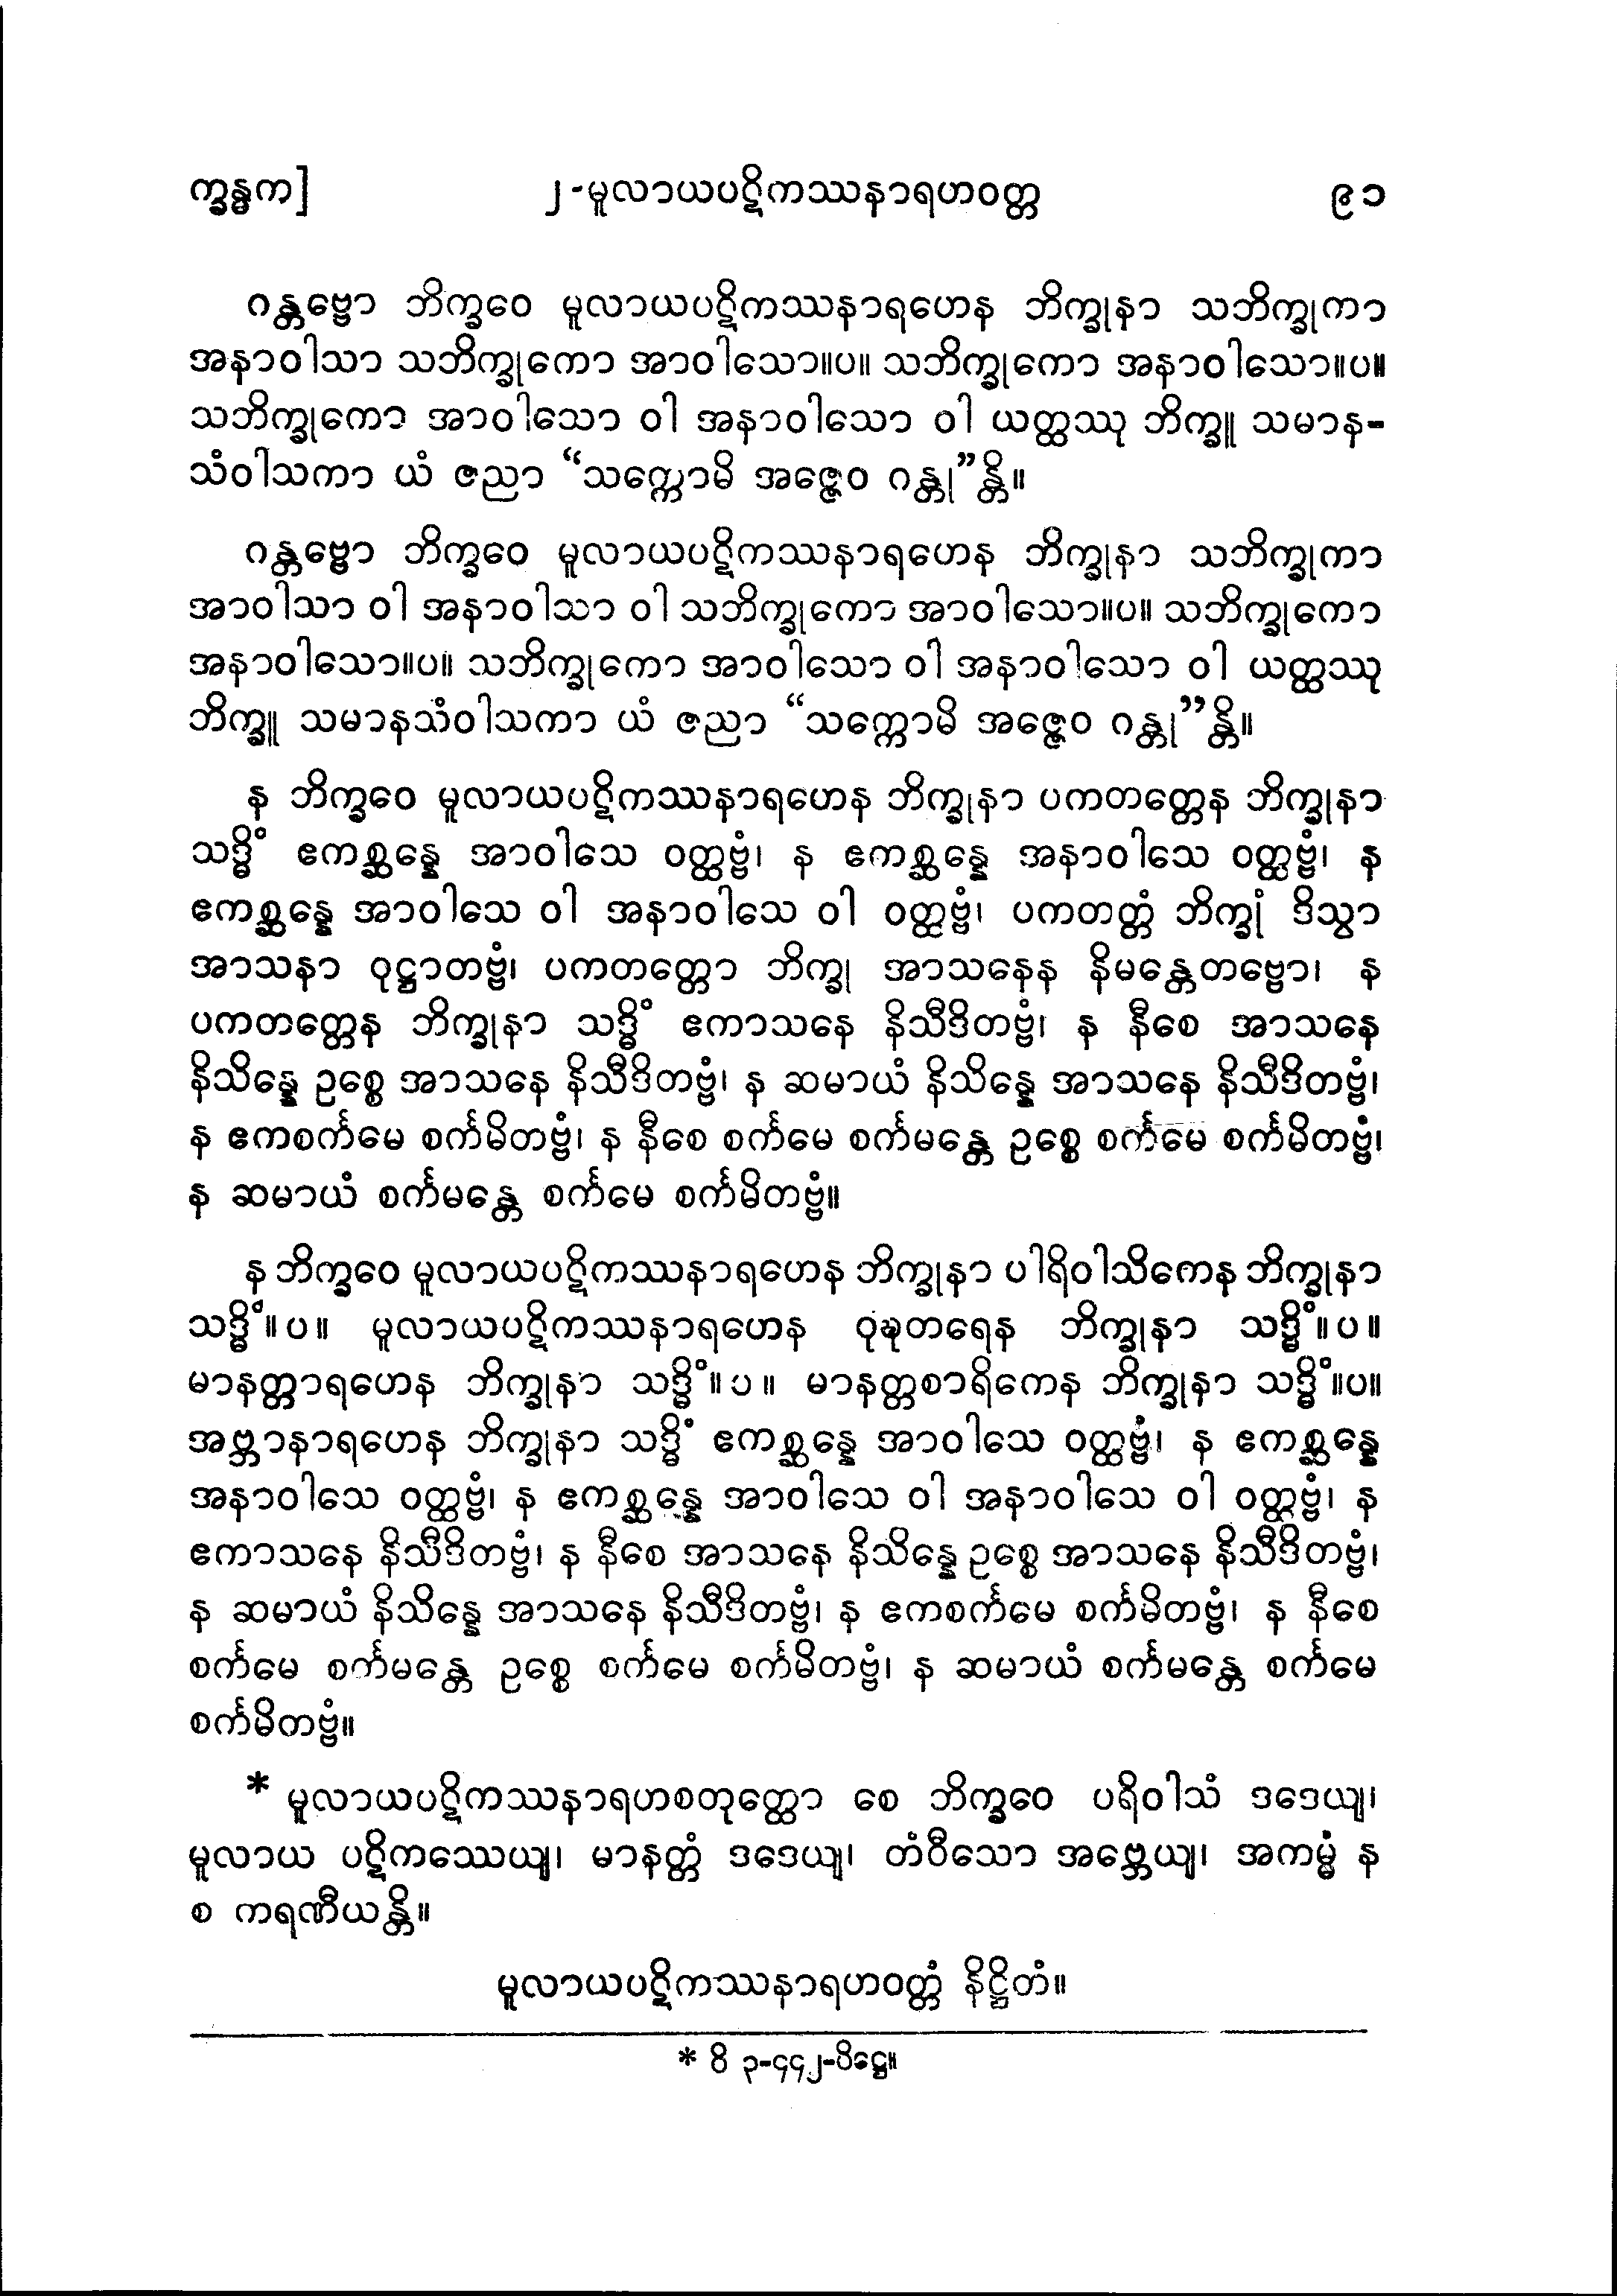 က္ခန္ဓက] ၂-မူလာယပဋိကဿနာရဟဝတ္တ ၉၁
ဂန္တဗ္ဗော ဘိက္ခဝေ မူလာယပဋိကဿနာရဟေန ဘိက္ခုနာ သဘိက္ခုကာ
အနာဝါသာ သဘိက္ခုကော အာဝါသော။ပ။ သဘိက္ခုကော အနာဝါသော။ပ။
သဘိက္ခုကော အာဝါသော ဝါ အနာဝါသော ဝါ ယတ္ထဿု ဘိက္ခူ သမာန-
သံဝါသကာ ယံ ဇညာ “သက္ကောမိ အဇ္ဇေဝ ဂန္တု”န္တိ။
ဂန္တဗ္ဗော ဘိက္ခဝေ မူလာယပဋိကဿနာရဟေန ဘိက္ခုနာ သဘိက္ခုကာ
အာဝါသာ ဝါ အနာဝါသာ ဝါ သဘိက္ခုကော အာဝါသော။ပ။ သဘိက္ခုကော
အနာဝါသော။ပ။ သဘိက္ခုကော အာဝါသော ဝါ အနာဝါသော ဝါ ယတ္ထဿု
ဘိက္ခူ သမာနသံဝါသကာ ယံ ဇညာ “သက္ကောမိ အဇ္ဇေဝ ဂန္တု”န္တိ။
န ဘိက္ခဝေ မူလာယပဋိကဿနာရဟေန ဘိက္ခုနာ ပကတတ္တေန ဘိက္ခုနာ
သဒ္ဓိံ ဧကစ္ဆန္နေ အာဝါသေ ဝတ္ထဗ္ဗံ၊ န ဧကစ္ဆန္နေ အနာဝါသေ ဝတ္ထဗ္ဗံ၊ န
ဧကစ္ဆန္နေ အာဝါသေ ဝါ အနာဝါသေ ဝါ ဝတ္ထဗ္ဗံ၊ ပကတတ္တံ ဘိက္ခုံ ဒိသွာ
အာသနာ ဝုဋ္ဌာတဗ္ဗံ၊ ပကတတ္တော ဘိက္ခု အာသနေန နိမန္တေတဗ္ဗော၊ န
ပကတတ္တေန ဘိက္ခုနာ သဒ္ဓိံ ဧကာသနေ နိသီဒိတဗ္ဗံ၊ န နီစေ အာသနေ
နိသိန္နေ ဥစ္စေ အာသနေ နိသီဒိတဗ္ဗံ၊ န ဆမာယံ နိသိန္နေ အာသနေ နိသီဒိတဗ္ဗံ၊
န ဧကစင်္ကမေ စင်္ကမိတဗ္ဗံ၊ န နီစေ စင်္ကမေ စင်္ကမန္တေ ဥစ္စေ စင်္ကမေ စင်္ကမိတဗ္ဗံ၊
န ဆမာယံ စင်္ကမန္တေ စင်္ကမေ စင်္ကမိတဗ္ဗံ။
န ဘိက္ခဝေ မူလာယပဋိကဿနာရဟေန ဘိက္ခုနာ ပါရိဝါသိကေန ဘိက္ခုနာ
သဒ္ဓိံ။ပ။ မူလာယပဋိကဿနာရဟေန ဝုဍ္ဎတရေန ဘိက္ခုနာ သဒ္ဓိံ။ပ။
မာနတ္တာရဟေန ဘိက္ခုနာ သဒ္ဓိံ။ပ။ မာနတ္တစာရိကေန ဘိက္ခုနာ သဒ္ဓိံ။ပ။
အဗ္ဘာနာရဟေန ဘိက္ခုနာ သဒ္ဓိံ ဧကစ္ဆန္နေ အာဝါသေ ဝတ္ထဗ္ဗံ၊ န ဧကစ္ဆန္နေ
အနာဝါသေ ဝတ္ထဗ္ဗံ၊ န ဧကစ္ဆန္နေ အာဝါသေ ဝါ အနာဝါသေ ဝါ ဝတ္ထဗ္ဗံ၊ န
ဧကာသနေ နိသီဒိတဗ္ဗံ၊ န နီစေ အာသနေ နိသိန္နေ ဥစ္စေ အာသနေ နိသီဒိတဗ္ဗံ၊
န ဆမာယံ နိသိန္နေ အာသနေ နိသီဒိတဗ္ဗံ၊ န ဧကစင်္ကမေ စင်္ကမိတဗ္ဗံ၊ န နီစေ
စင်္ကမေ စင်္ကမန္တေ ဥစ္စေ စင်္ကမေ စင်္ကမိတဗ္ဗံ၊ န ဆမာယံ စင်္ကမန္တေ စင်္ကမေ
စင်္ကမိတဗ္ဗံ။
* မူလာယပဋိကဿနာရဟစတုတ္ထော စေ ဘိက္ခဝေ ပရိဝါသံ ဒဒေယျ၊
မူလာယ ပဋိကဿေယျ၊ မာနတ္တံ ဒဒေယျ၊ တံဝီသော အဗ္ဘေယျ၊ အကမ္မံ န
စ ကရဏီယန္တိ။
မူလာယပဋိကဿနာရဟဝတ္တံ နိဋ္ဌိတံ။
* ဝိ ၃-၄၄၂-ပိဋ္ဌေ။